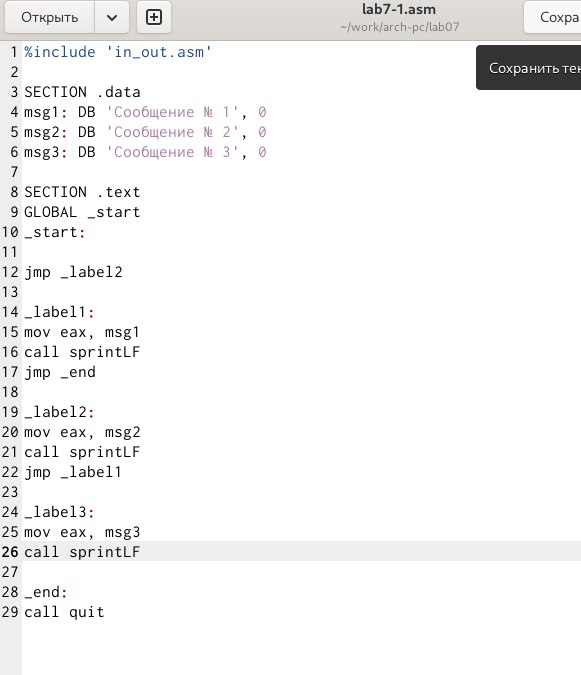 Открыть
lab7-1.asm
~/work/arch-pc/lab07
1 %include 'in_out.asm'
2
3 SECTION .data
4 msg1: DB 'Сообщение № 1', 0
5 msg2: DB 'Сообщение № 2', 0
6 msg3: DB 'Сообщение № 3', 0
7
8 SECTION .text
9 GLOBAL _start
10 _start:
11
12 jmp _label2
13
14 _label1:
15 mov eax, msg1
16 call sprintLF
17 jmp _end
18
19 _label2:
20 mov eax, msg2
21 call sprintLF
22 jmp _label1
23
24 _label3:
25 mov eax, msg3
26 call sprintLF
27
28 _end:
29 call quit